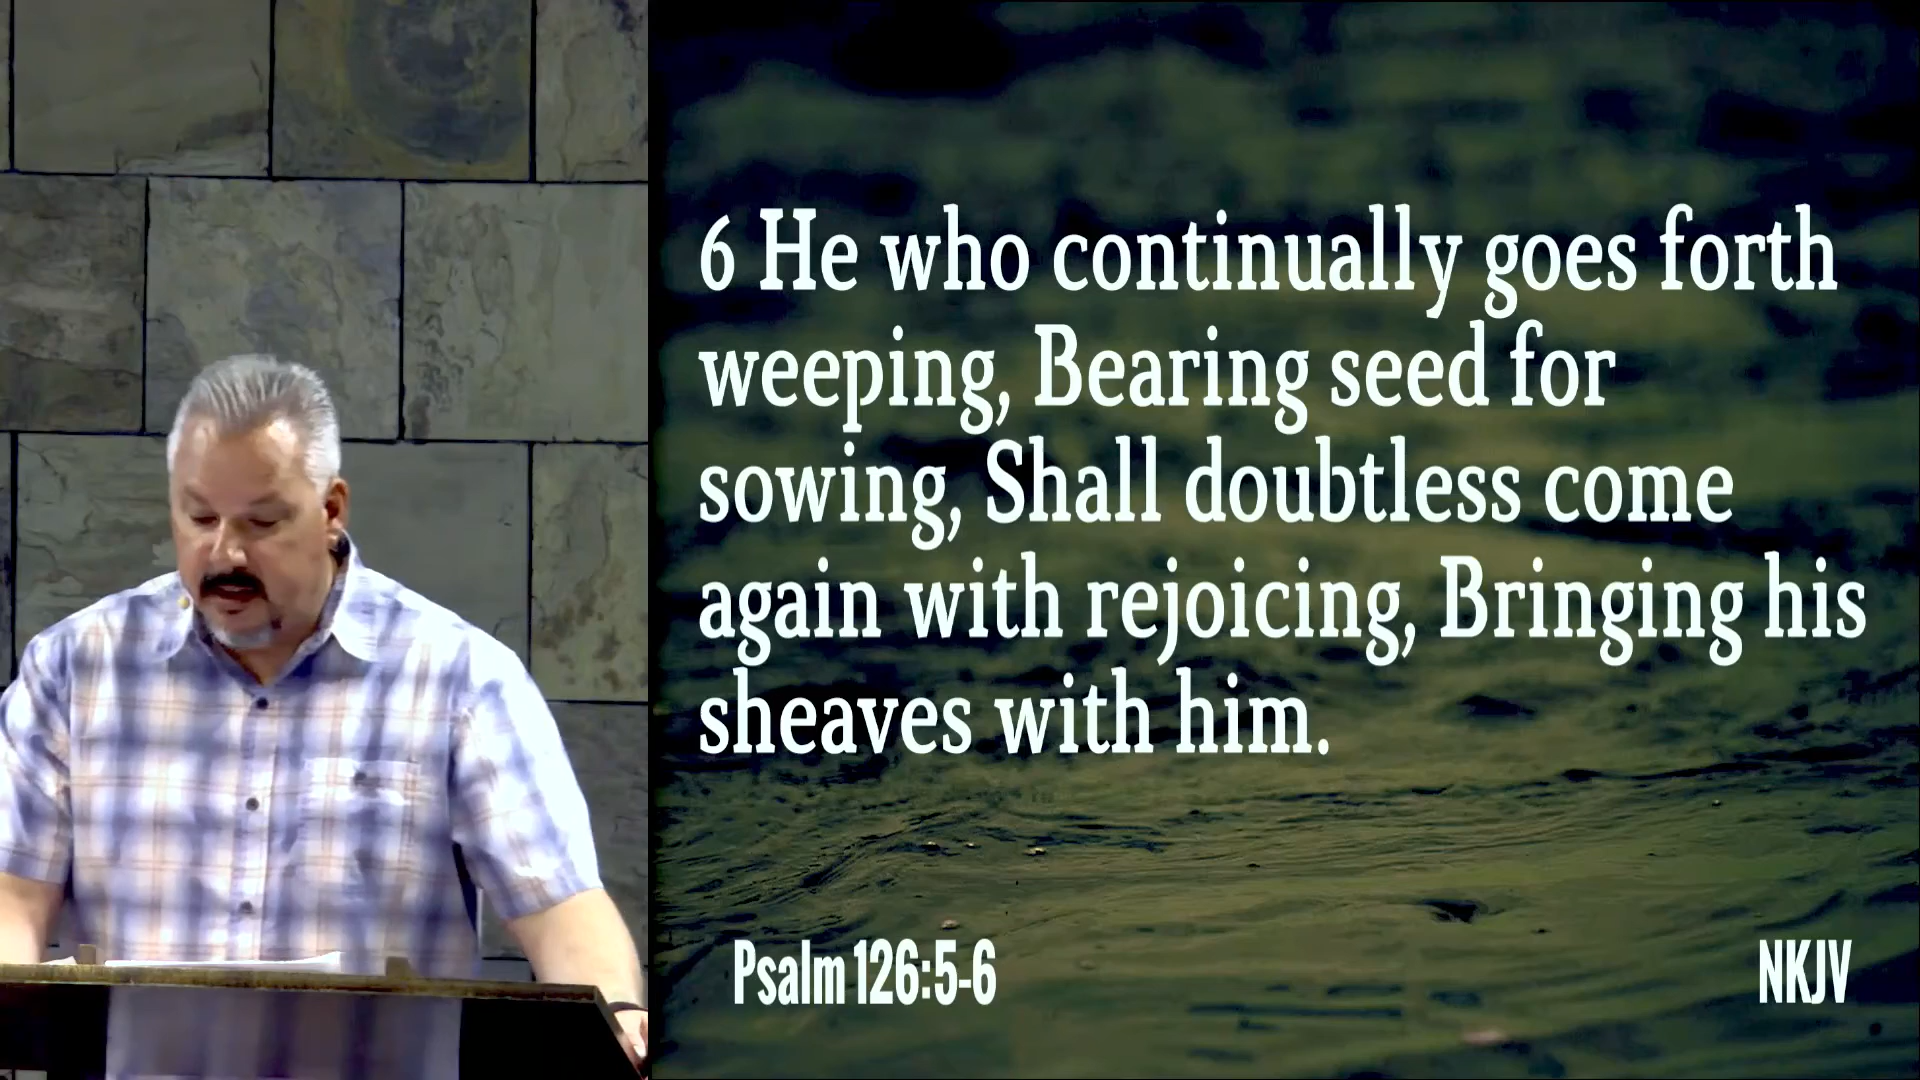 6 He who continually goes forth
weeping, Bearing seed for
sowing, Shall doubtless come
again with rejoicing, Bringing his
sheaves with him.
Psalm 126:5-6
NKJV